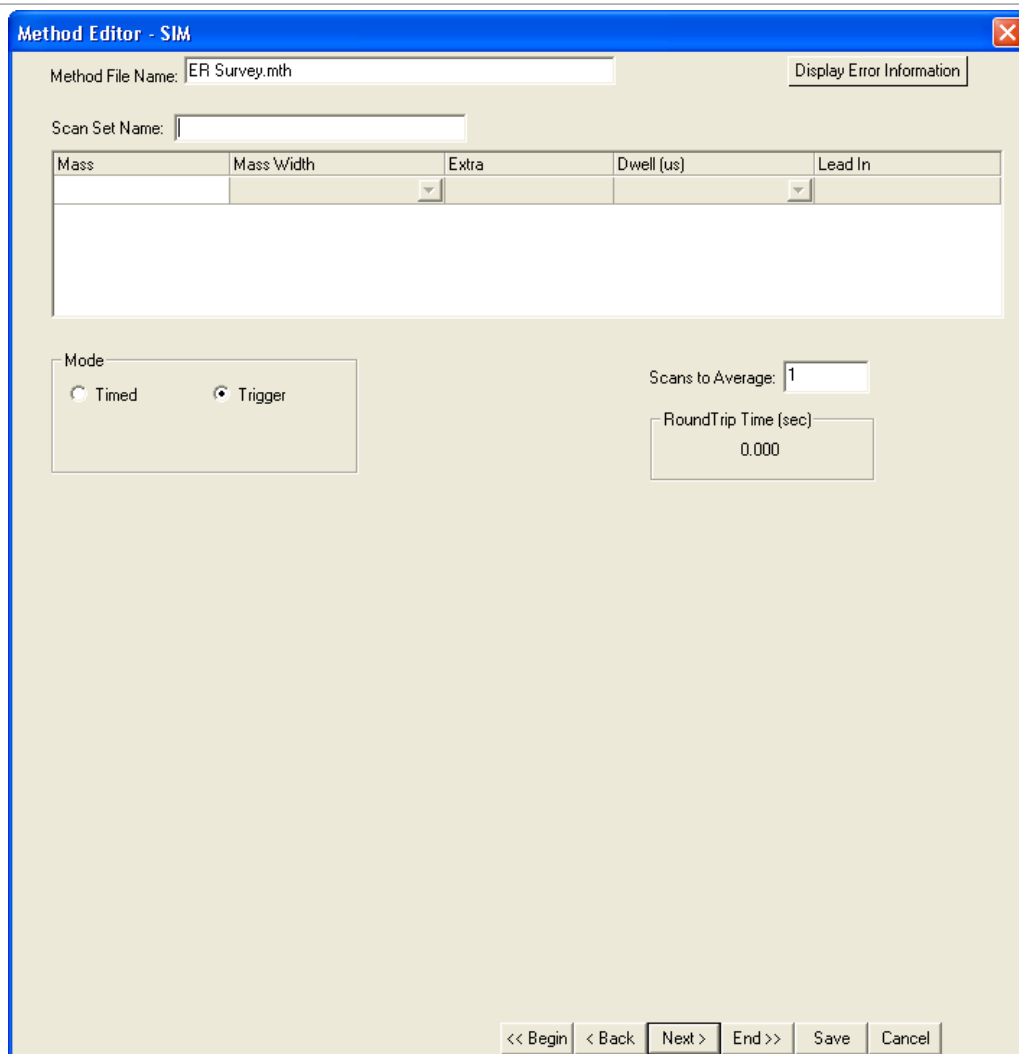 Method Editor - SIM
Method File Name: ER Survey.mth Display Error Information
Scan Set Name:
Mass Mass Width Extra Dwell (us) Lead In
Mode
Timed Trigger
Scans to Average: 1
RoundTrip Time (sec)
0.000
<< Begin < Back Next > End >> Save Cancel